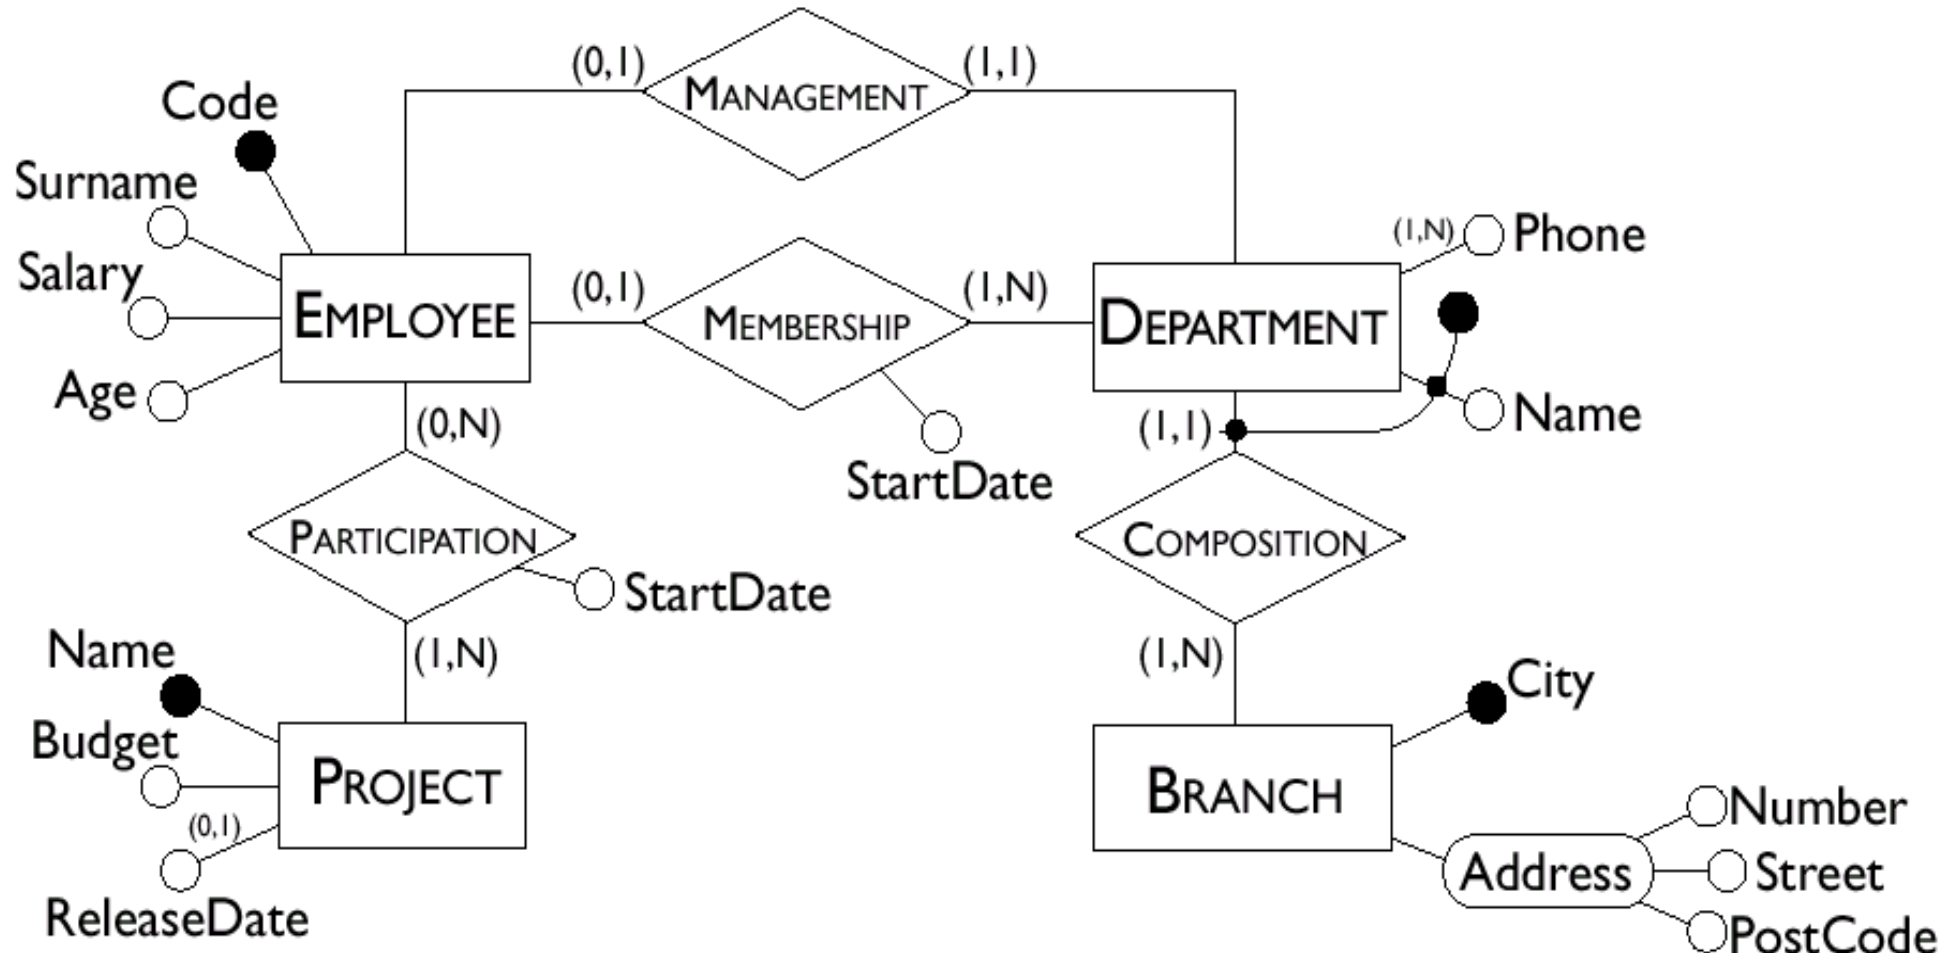 (0,1)
MANAGEMENT
(1,1)
Code
Surname
Salary
Age
EMPLOYEE
(0,1)
MEMBERSHIP
(1,N)
StartDate
DEPARTMENT
(1,N)
Phone
Name
(0,N)
PARTICIPATION
StartDate
(1,N)
(1,1)
COMPOSITION
(1,N)
Name
Budget
(0,1)
ReleaseDate
PROJECT
BRANCH
City
Address
Number
Street
PostCode